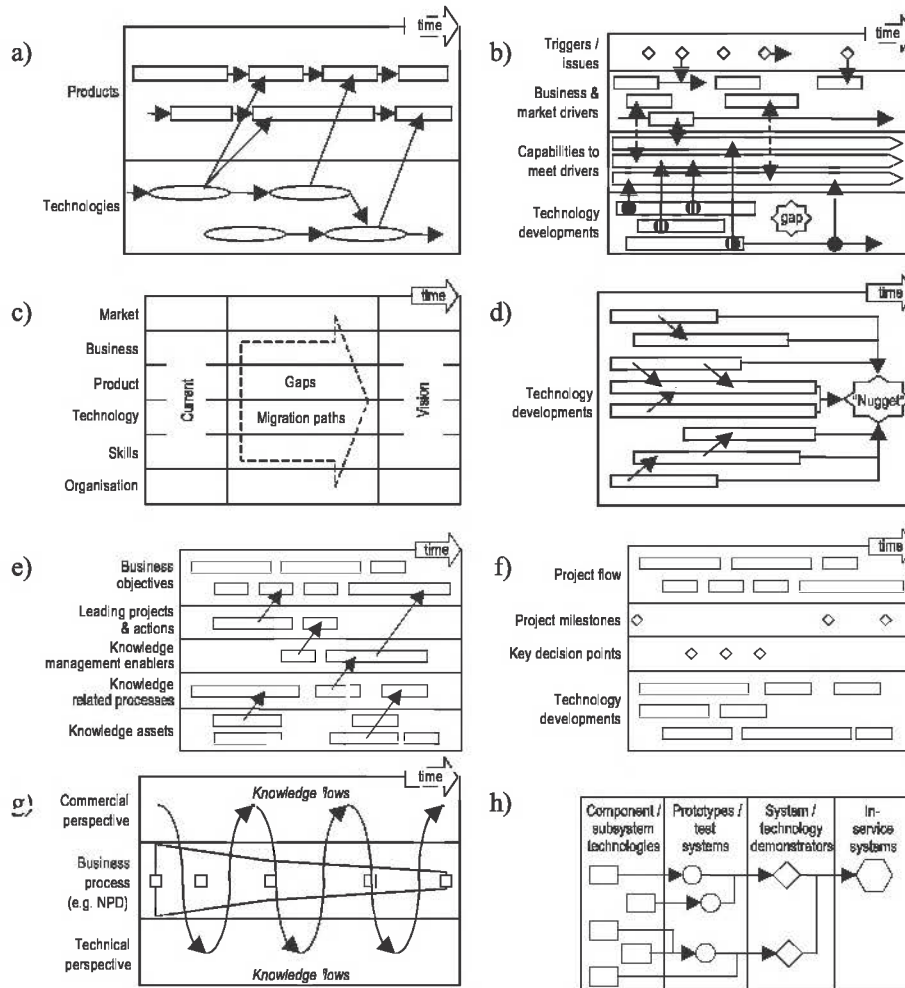 a)
time
Products
Technologies
b)
time
Triggers /
issues
Business &
market drivers
Capabilities to
meet drivers
Technology
developments
gap
c)
time
Market
Business
Product
Technology
Skills
Organisation
Current
Gaps
Migration paths
Vision
d)
time
Technology
developments
"Nugget"
e)
time
Business
objectives
Leading projects
& actions
Knowledge
management enablers
Knowledge
related processes
Knowledge assets
f)
time
Project flow
Project milestones
Key decision points
Technology
developments
g)
time
Commercial
perspective
Knowledge flows
Business
process
(e.g. NPD)
Technical
perspective
Knowledge flows
h)
Component /
subsystem
technologies
Prototypes /
test
systems
System /
technology
demonstrators
In-
service
systems